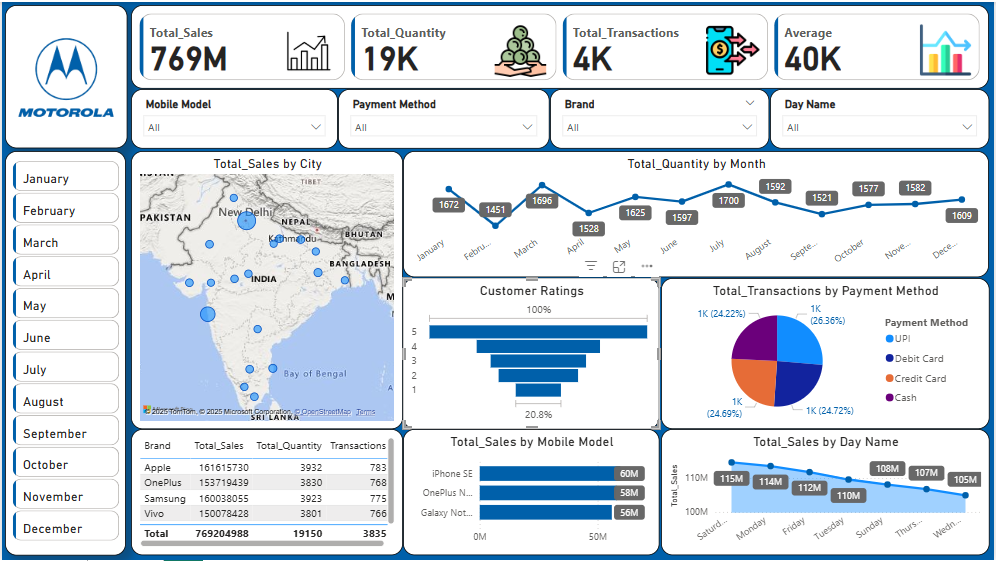 MOTOROLA
Total_Sales
769M
Total_Quantity
19K
Total_Transactions
4K
Average
40K
Mobile Model
All
Payment Method
All
Brand
All
Day Name
All
January
February
March
April
May
June
July
August
September
October
November
December
Total_Sales by City
TIBET
PAKISTAN
New Delhi
NEPAL
Kathmandu
BHUTAN
BANGLADESH
INDIA
Bay of Bengal
SRI LANKA
© 2025 TomTom, © 2025 Microsoft Corporation, © OpenStreetMap Terms
Total_Quantity by Month
1672
1451
1696
1528
1625
1597
1700
1592
1521
1577
1582
1609
January
Febru...
March
April
May
June
July
August
Septe...
October
Nove...
Dece...
Customer Ratings
100%
5
4
3
2
1
20.8%
Total_Transactions by Payment Method
1K (24.22%)
1K
(26.36%)
1K
(24.69%)
1K (24.72%)
Payment Method
UPI
Debit Card
Credit Card
Cash
Brand Total_Sales Total_Quantity Transactions
Apple 161615730 3932 783
OnePlus 153719439 3830 768
Samsung 160038055 3923 775
Vivo 150078428 3801 766
Total 769204988 19150 3835
Total_Sales by Mobile Model
iPhone SE 60M
OnePlus N... 58M
Galaxy Not... 56M
0M 50M
Total_Sales by Day Name
Total_Sales
110M
100M
115M
114M
112M
110M
108M
107M
105M
Saturd...
Monday
Friday
Tuesday
Sunday
Thurs...
Wedn...